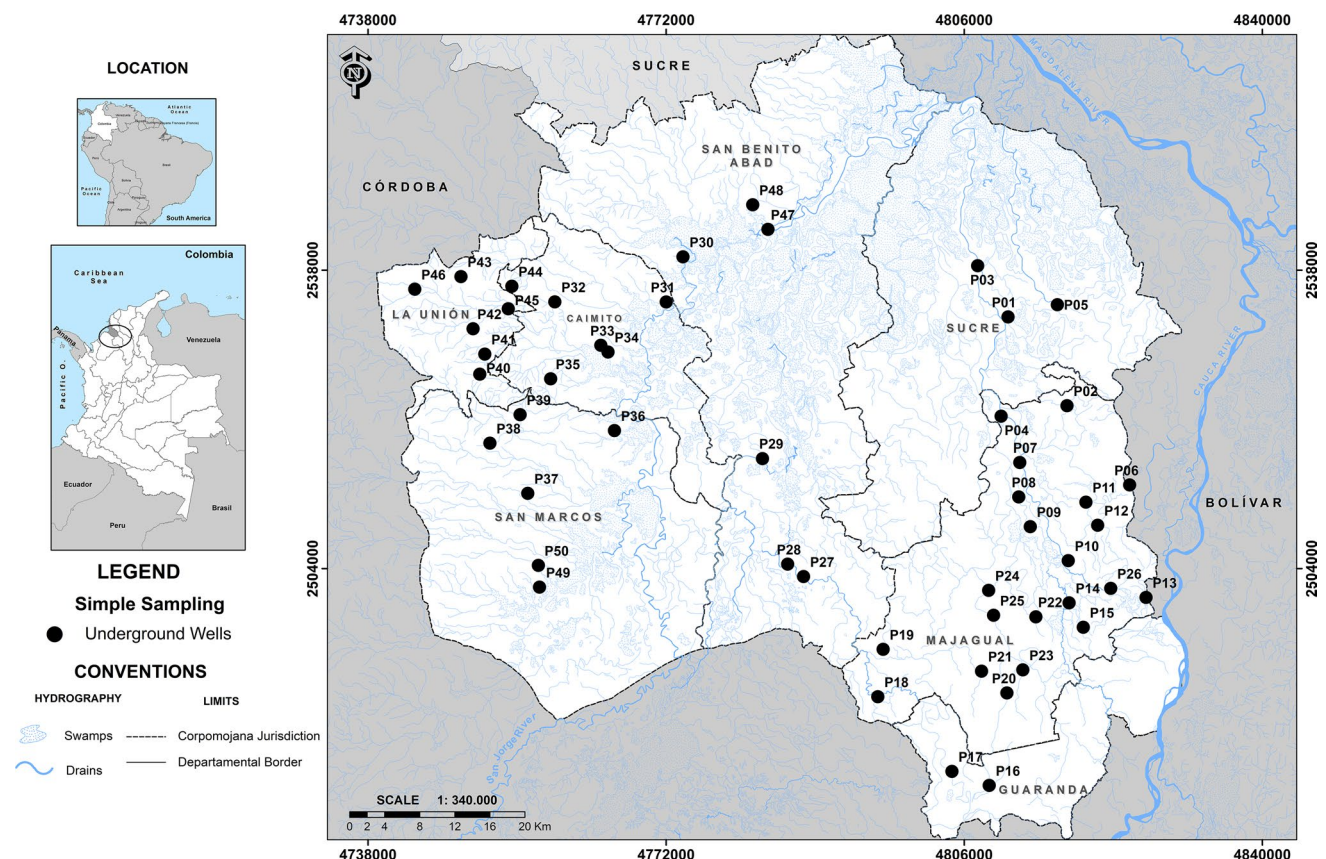 LOCATION
Atlantic
Ocean
Colombia
Brasil
Pacific
Ocean
South America
Colombia
Caribbean
Sea
Panama
Venezuela
Pacific O.
Ecuador
Peru
Brasil
LEGEND
Simple Sampling
Underground Wells
CONVENTIONS
HYDROGRAPHY
LIMITS
Swamps
Corpomojana Jurisdiction
Drains
Departamental Border
4738000
4772000
4806000
4840000
N
SUCRE
MAGDALENA RIVER
SAN BENITO
ABAD
CÓRDOBA
P48
P47
P30
P46
P43
P44
P32
P31
P03
2538000
2538000
P45
P42
LA UNIÓN
CAIMITO
P01
P05
SUCRE
P33
P34
P41
P40
P35
CAUCA RIVER
P39
P36
P38
P02
P04
P29
P07
P06
P37
P08
P11
BOLÍVAR
SAN MARCOS
P09
P12
P50
P28
P27
P10
2504000
2504000
P49
P24
P26
P13
P14
P25
P22
P15
MAJAGUAL
P19
P21
P23
P18
P20
San Jorge River
P17
P16
GUARANDA
SCALE 1: 340.000
0 2 4 8 12 16 20 Km
4738000
4772000
4806000
4840000